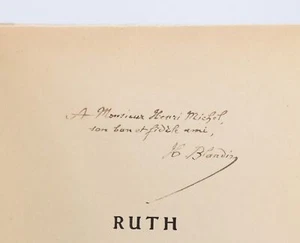 A Monsieur Henri Michel,
son bon et fidèle ami,
RUTH